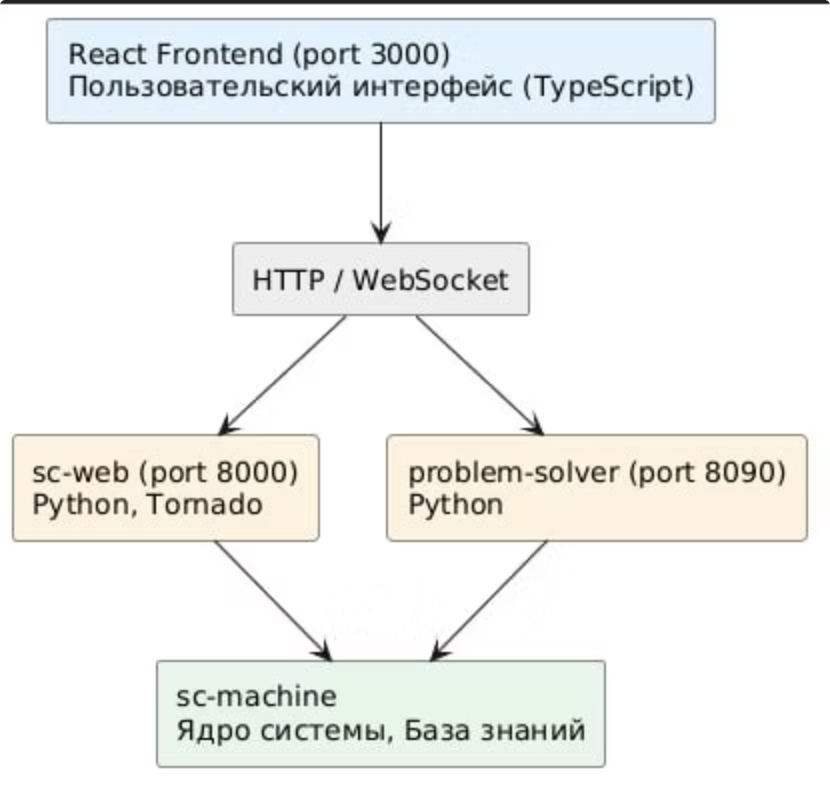 React Frontend (port 3000)
Пользовательский интерфейс (TypeScript)
HTTP / WebSocket
sc-web (port 8000)
Python, Tornado
problem-solver (port 8090)
Python
sc-machine
Ядро системы, База знаний